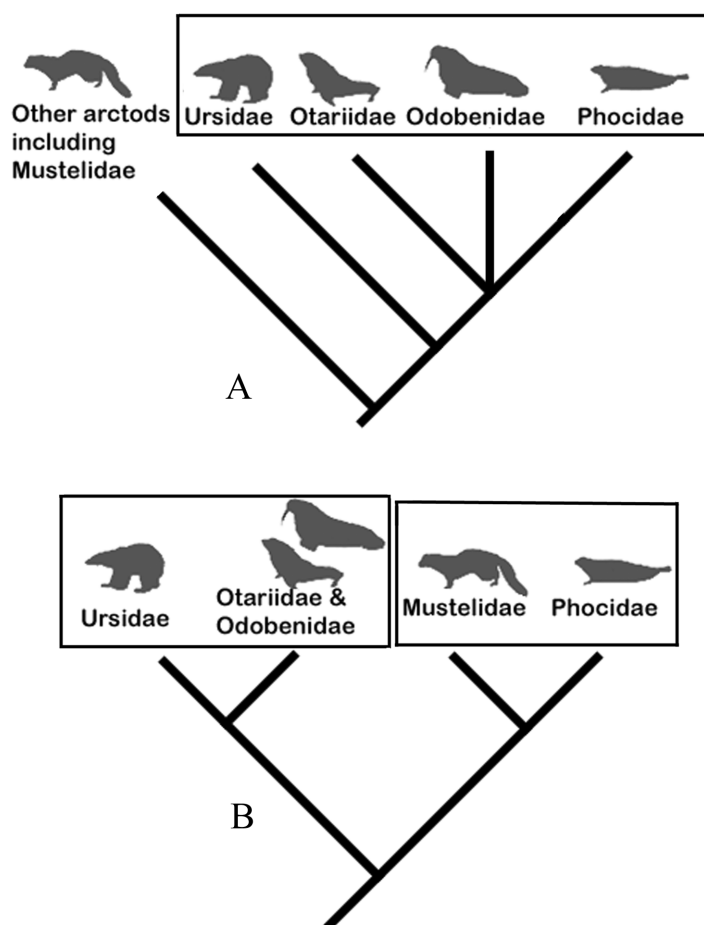 Other arctods
including
Mustelidae
Ursidae
Otariidae
Odobenidae
Phocidae
A
Ursidae
Otariidae &
Odobenidae
Mustelidae
Phocidae
B